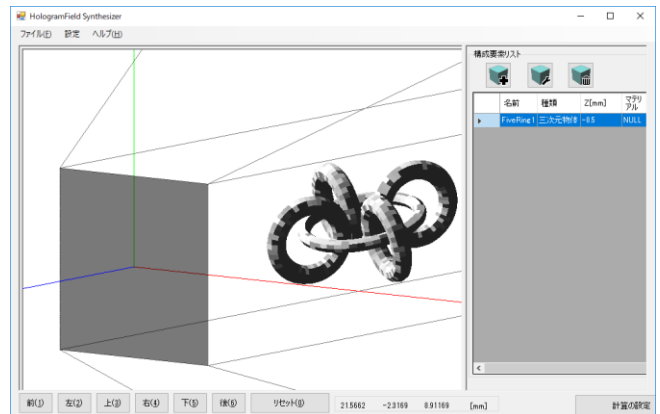 HologramField Synthesizer
ファイル(F) 設定 ヘルプ(H)
構成要素リスト
名前 種類 Z[mm] マテリアル
FiveRing1 三次元物体 -8.5 NULL
前(1) 左(2) 上(3) 右(4) 下(5) 後(6) リセット(0) 21.5662 -2.3169 8.91169 [mm] 計算の設定